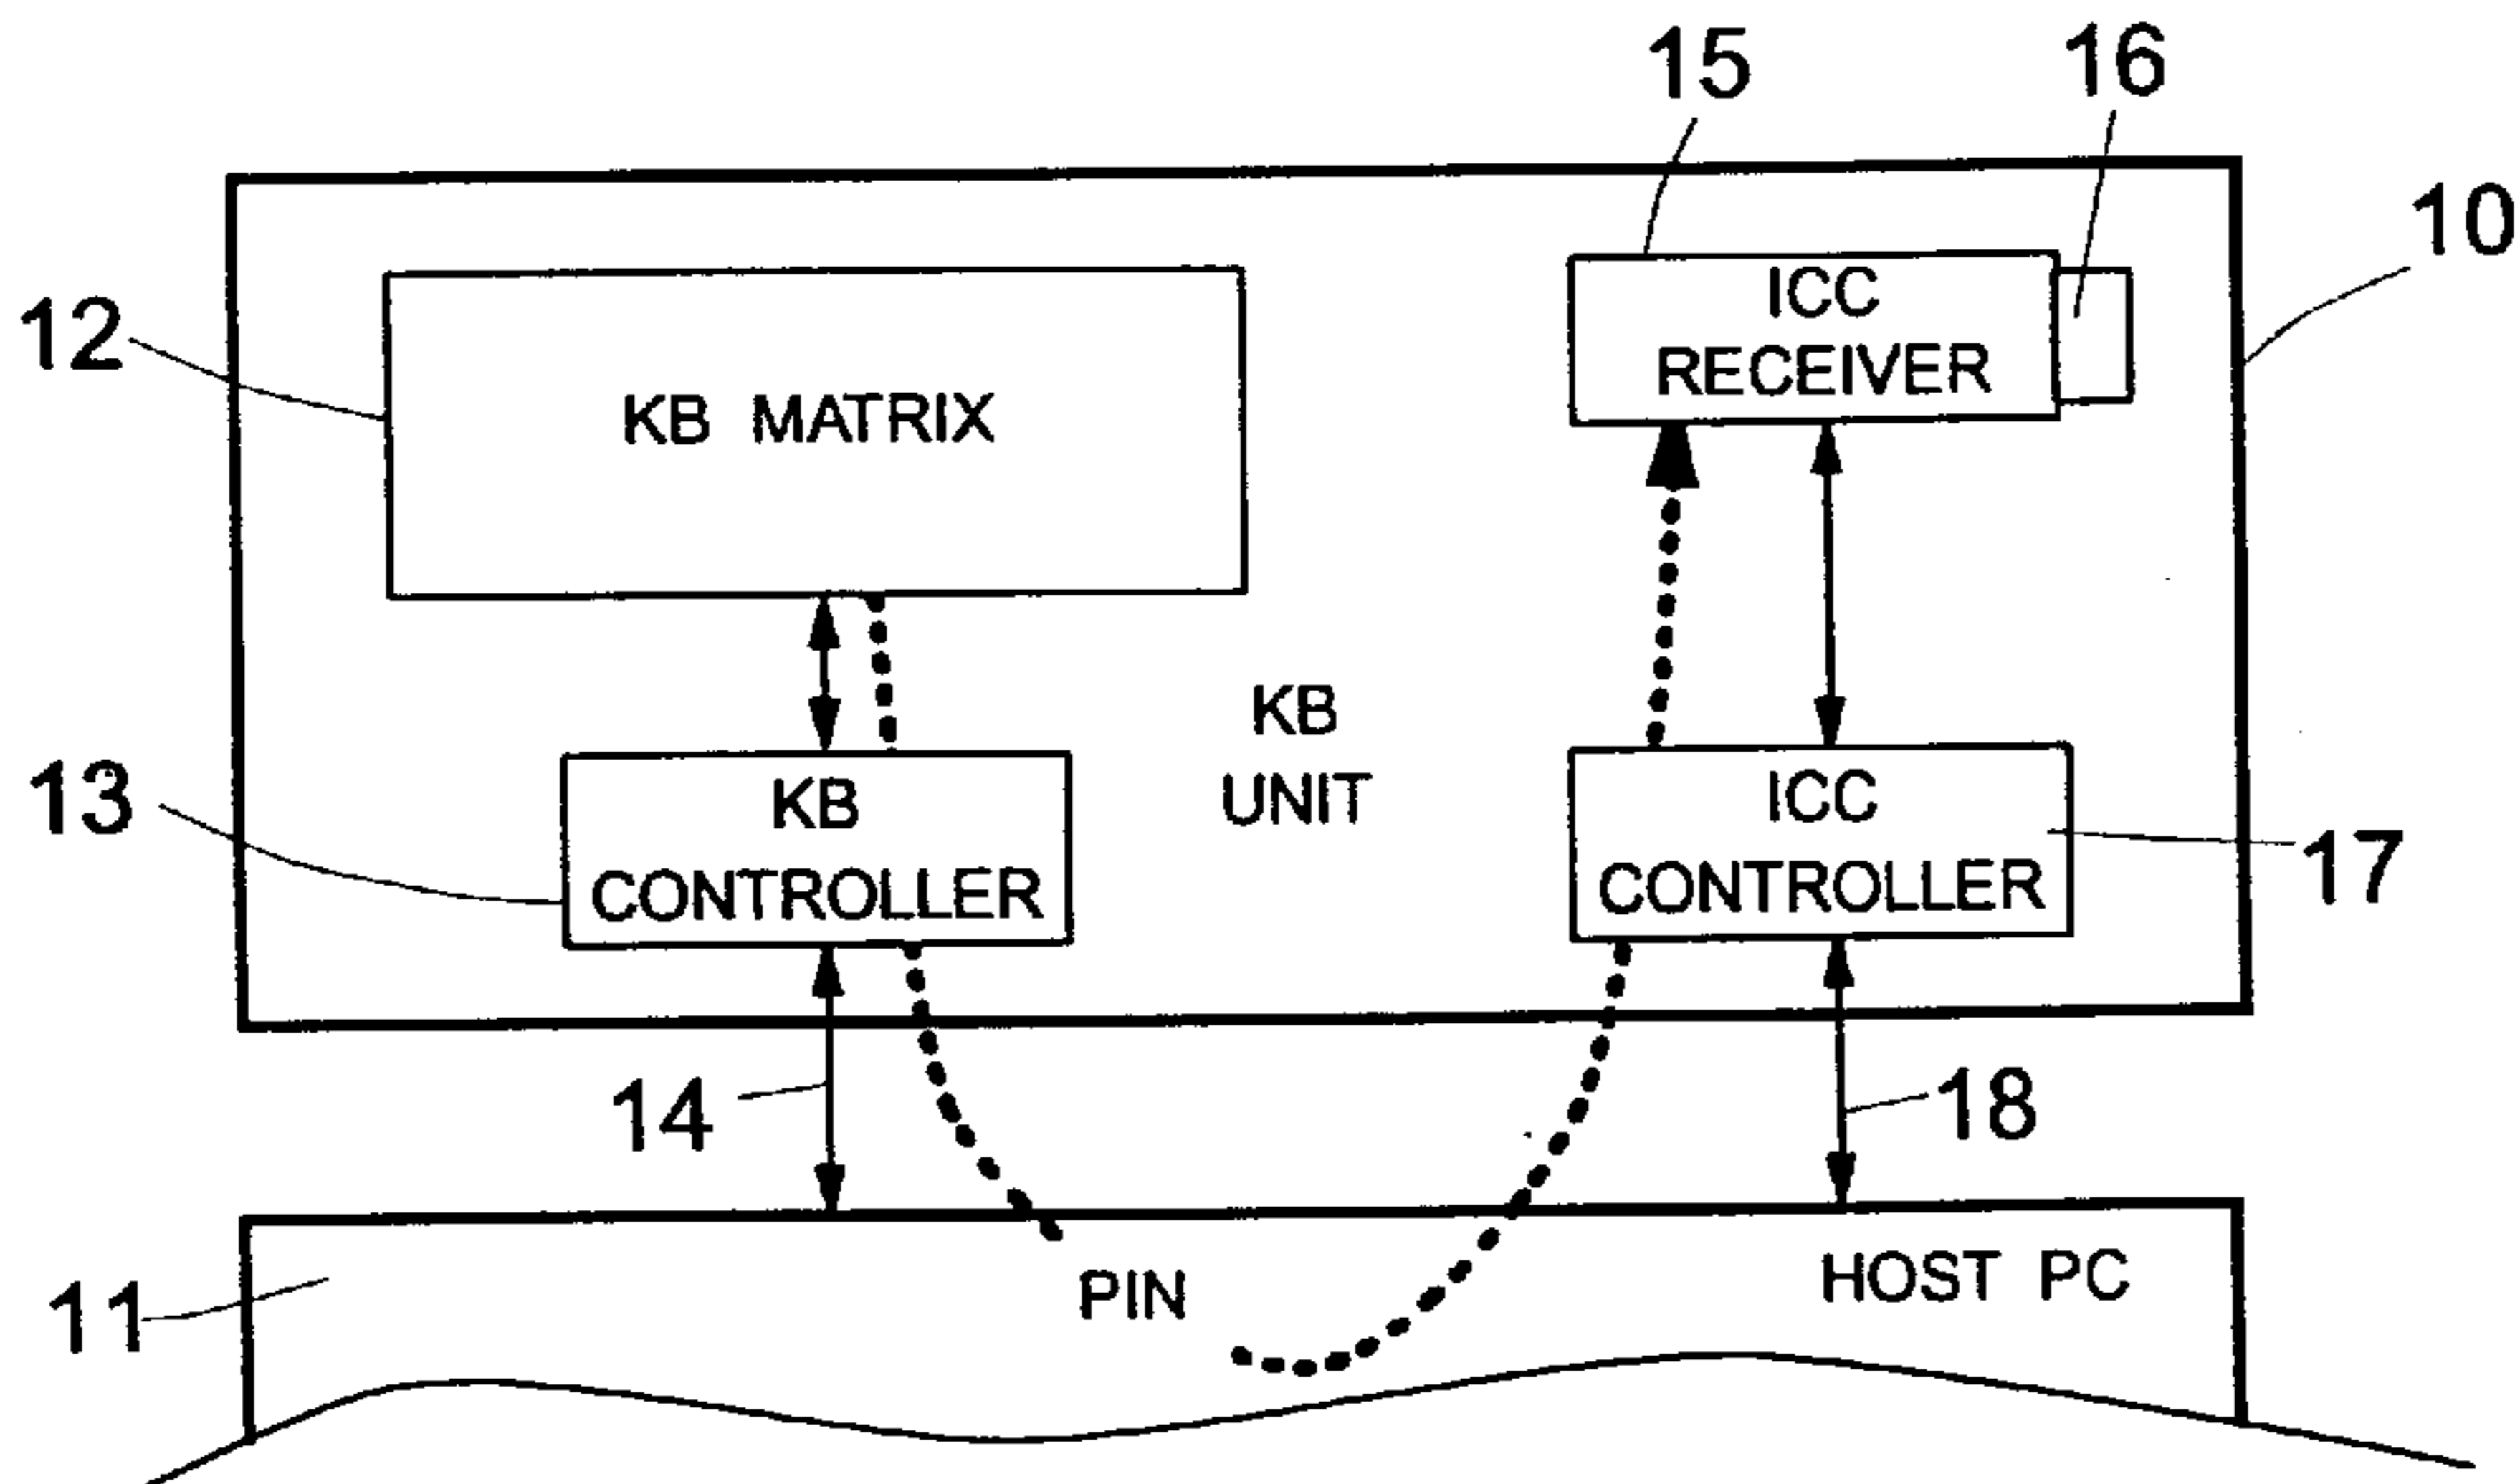 15
16
10
12
KB MATRIX
ICC
RECEIVER
13
KB
CONTROLLER
KB
UNIT
ICC
CONTROLLER
17
14
18
11
PIN
HOST PC